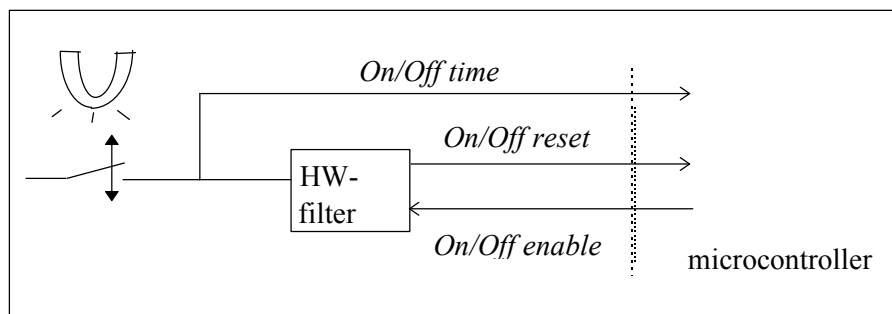 On/Off time
On/Off reset
HW-
filter
On/Off enable
microcontroller